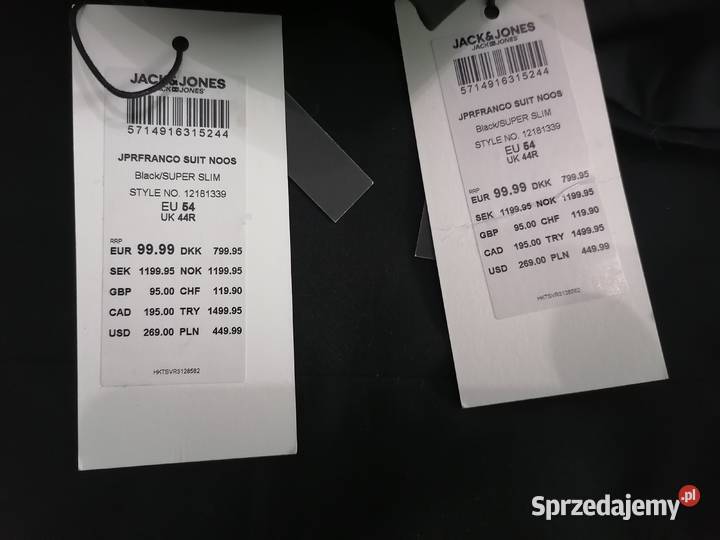 JACK&JONES
JACK&JONES
5714916315244
JPRFRANCO SUIT NOOS
Black/SUPER SLIM
STYLE NO. 12181339
EU 54
UK 44R
RRP
EUR 99.99 DKK 799.95
SEK 1199.95 NOK 1199.95
GBP 95.00 CHF 119.90
CAD 195.00 TRY 1499.95
USD 269.00 PLN 449.99
HKTSVR3128582
JACK&JONES
JACK&JONES
5714916315244
JPRFRANCO SUIT NOOS
Black/SUPER SLIM
STYLE NO. 12181339
EU 54
UK 44R
RRP
EUR 99.99 DKK 799.95
SEK 1199.95 NOK 1199.95
GBP 95.00 CHF 119.90
CAD 195.00 TRY 1499.95
USD 269.00 PLN 449.99
HKTSVR3128582
Sprzedajemy.pl